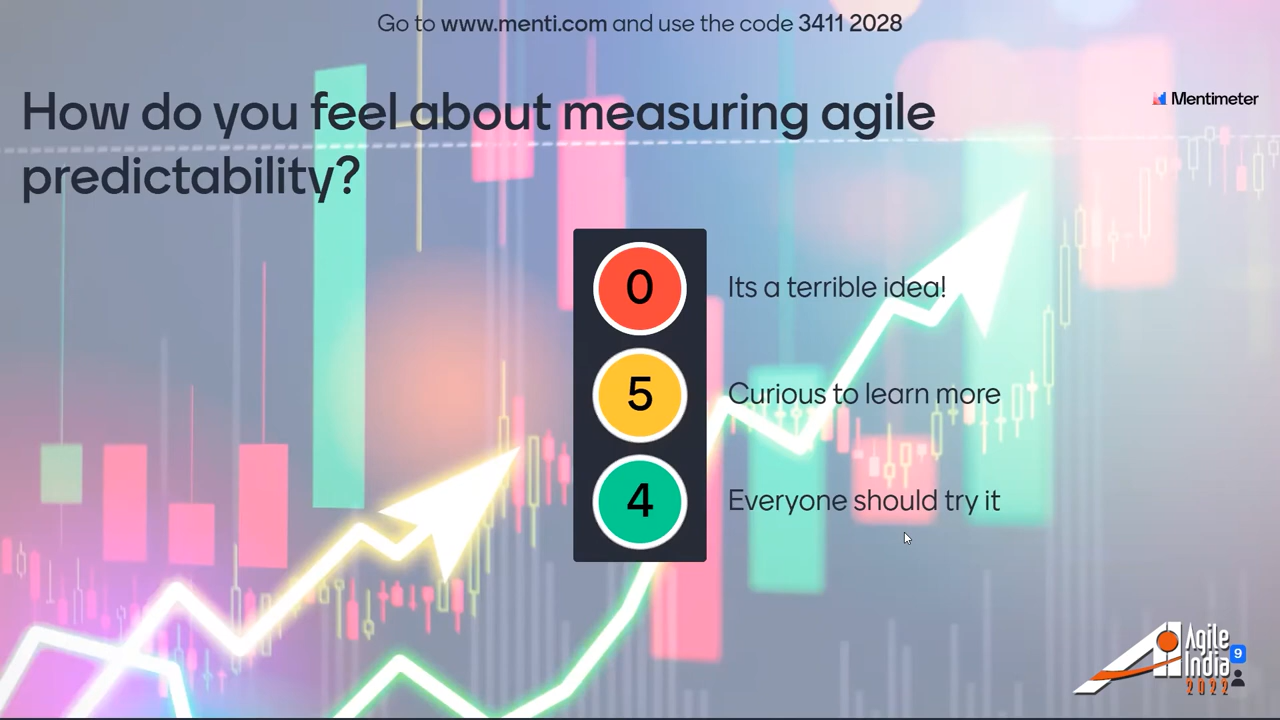 Go to www.menti.com and use the code 3411 2028
How do you feel about measuring agile
predictability?
Mentimeter
0
Its a terrible idea!
5
Curious to learn more
4
Everyone should try it
Agile
India
2022
9